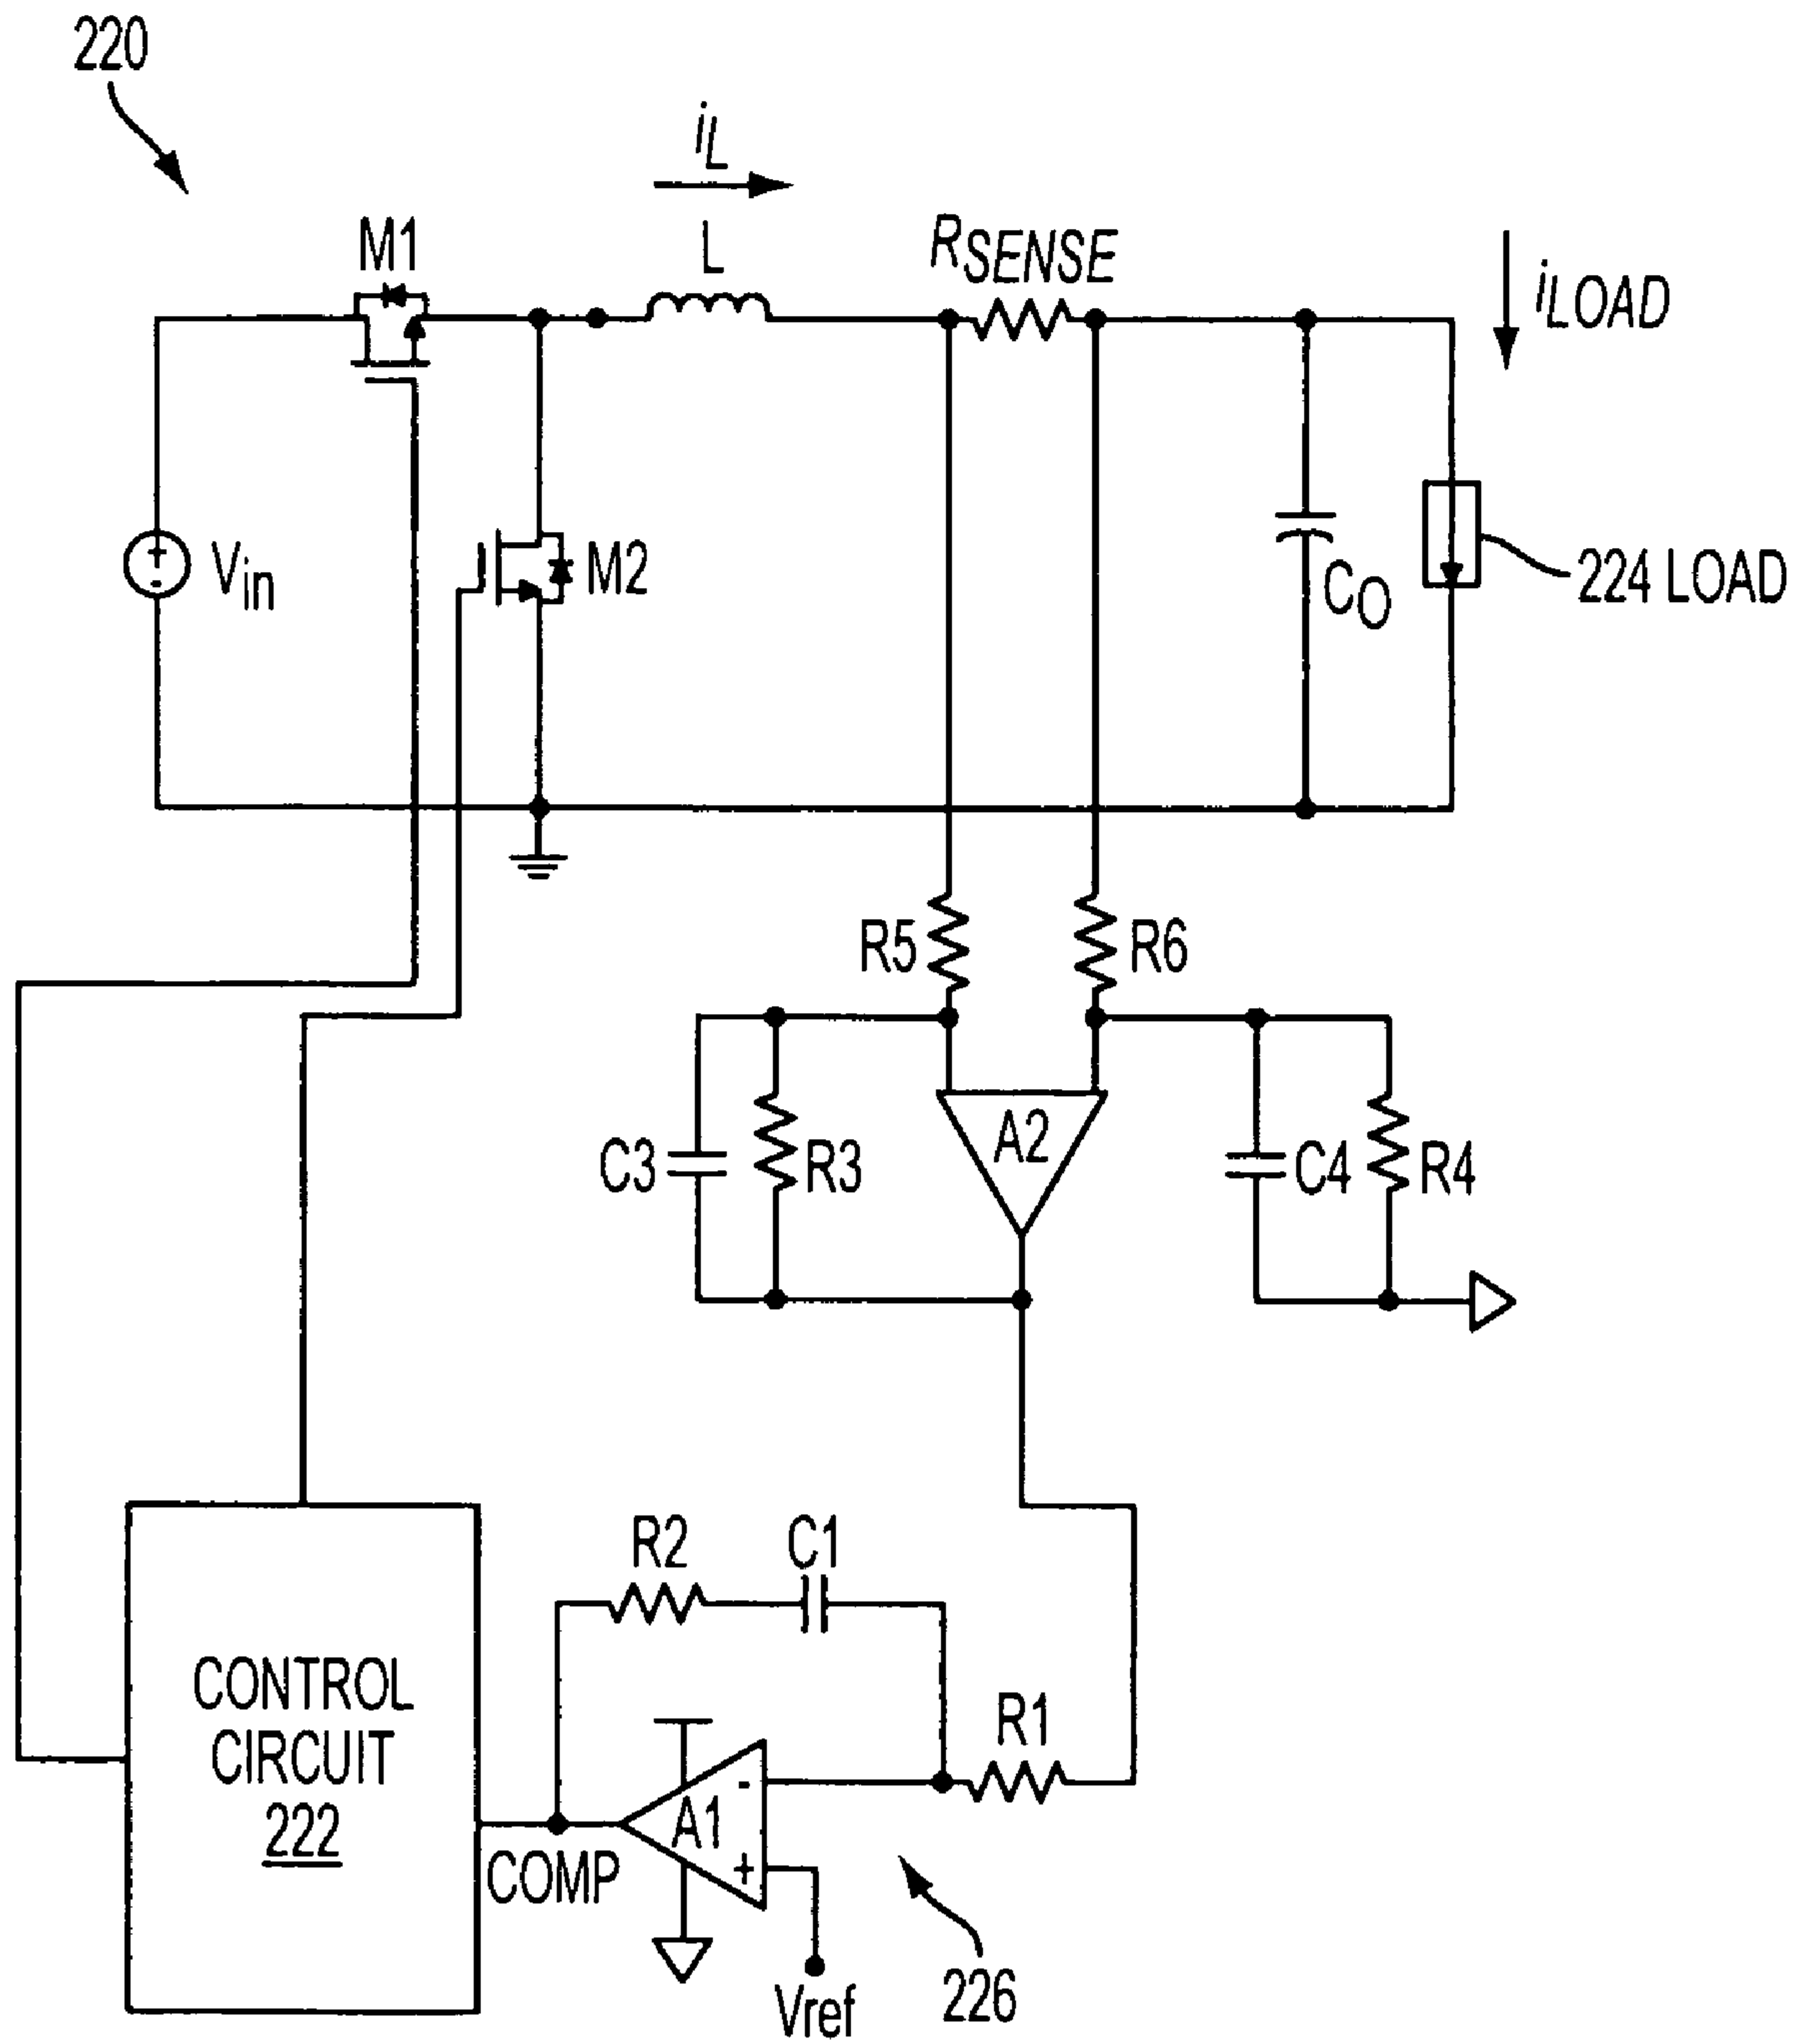 220
iL
M1
L
RSENSE
iLOAD
+
-
Vin
M2
CO
224 LOAD
R5
R6
A2
C3
R3
C4
R4
R2
C1
CONTROL
CIRCUIT
222
R1
-
A1
+
COMP
Vref
226